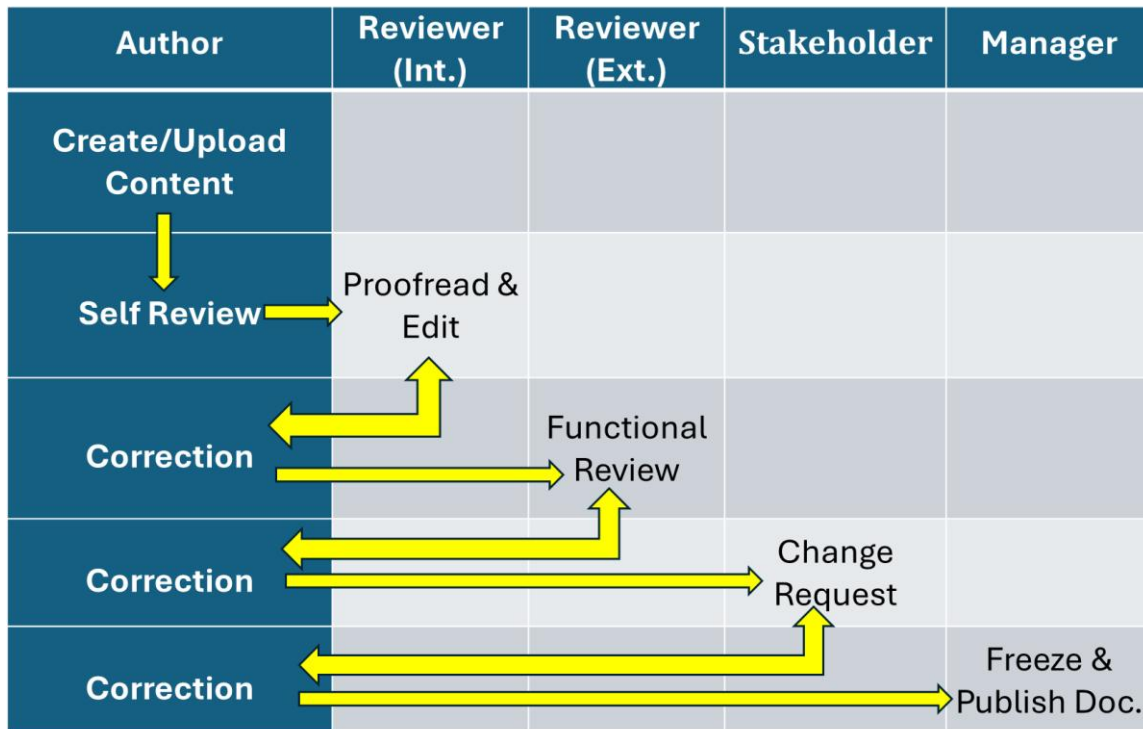 Author
Reviewer
(Int.)
Reviewer
(Ext.)
Stakeholder
Manager
Create/Upload
Content
Self Review
Proofread &
Edit
Correction
Functional
Review
Correction
Change
Request
Correction
Freeze &
Publish Doc.